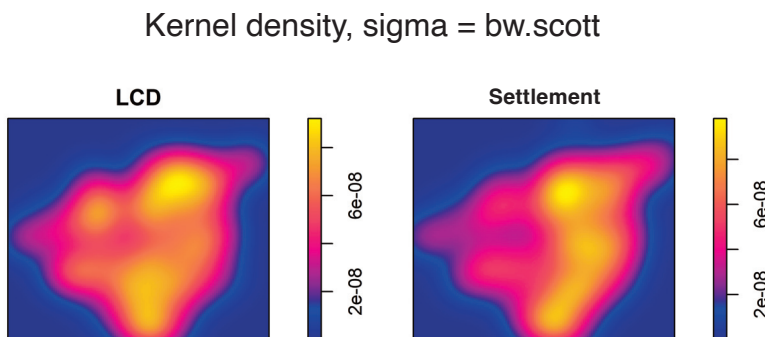 Kernel density, sigma = bw.scott
LCD
Settlement
6e-08
2e-08
6e-08
2e-08